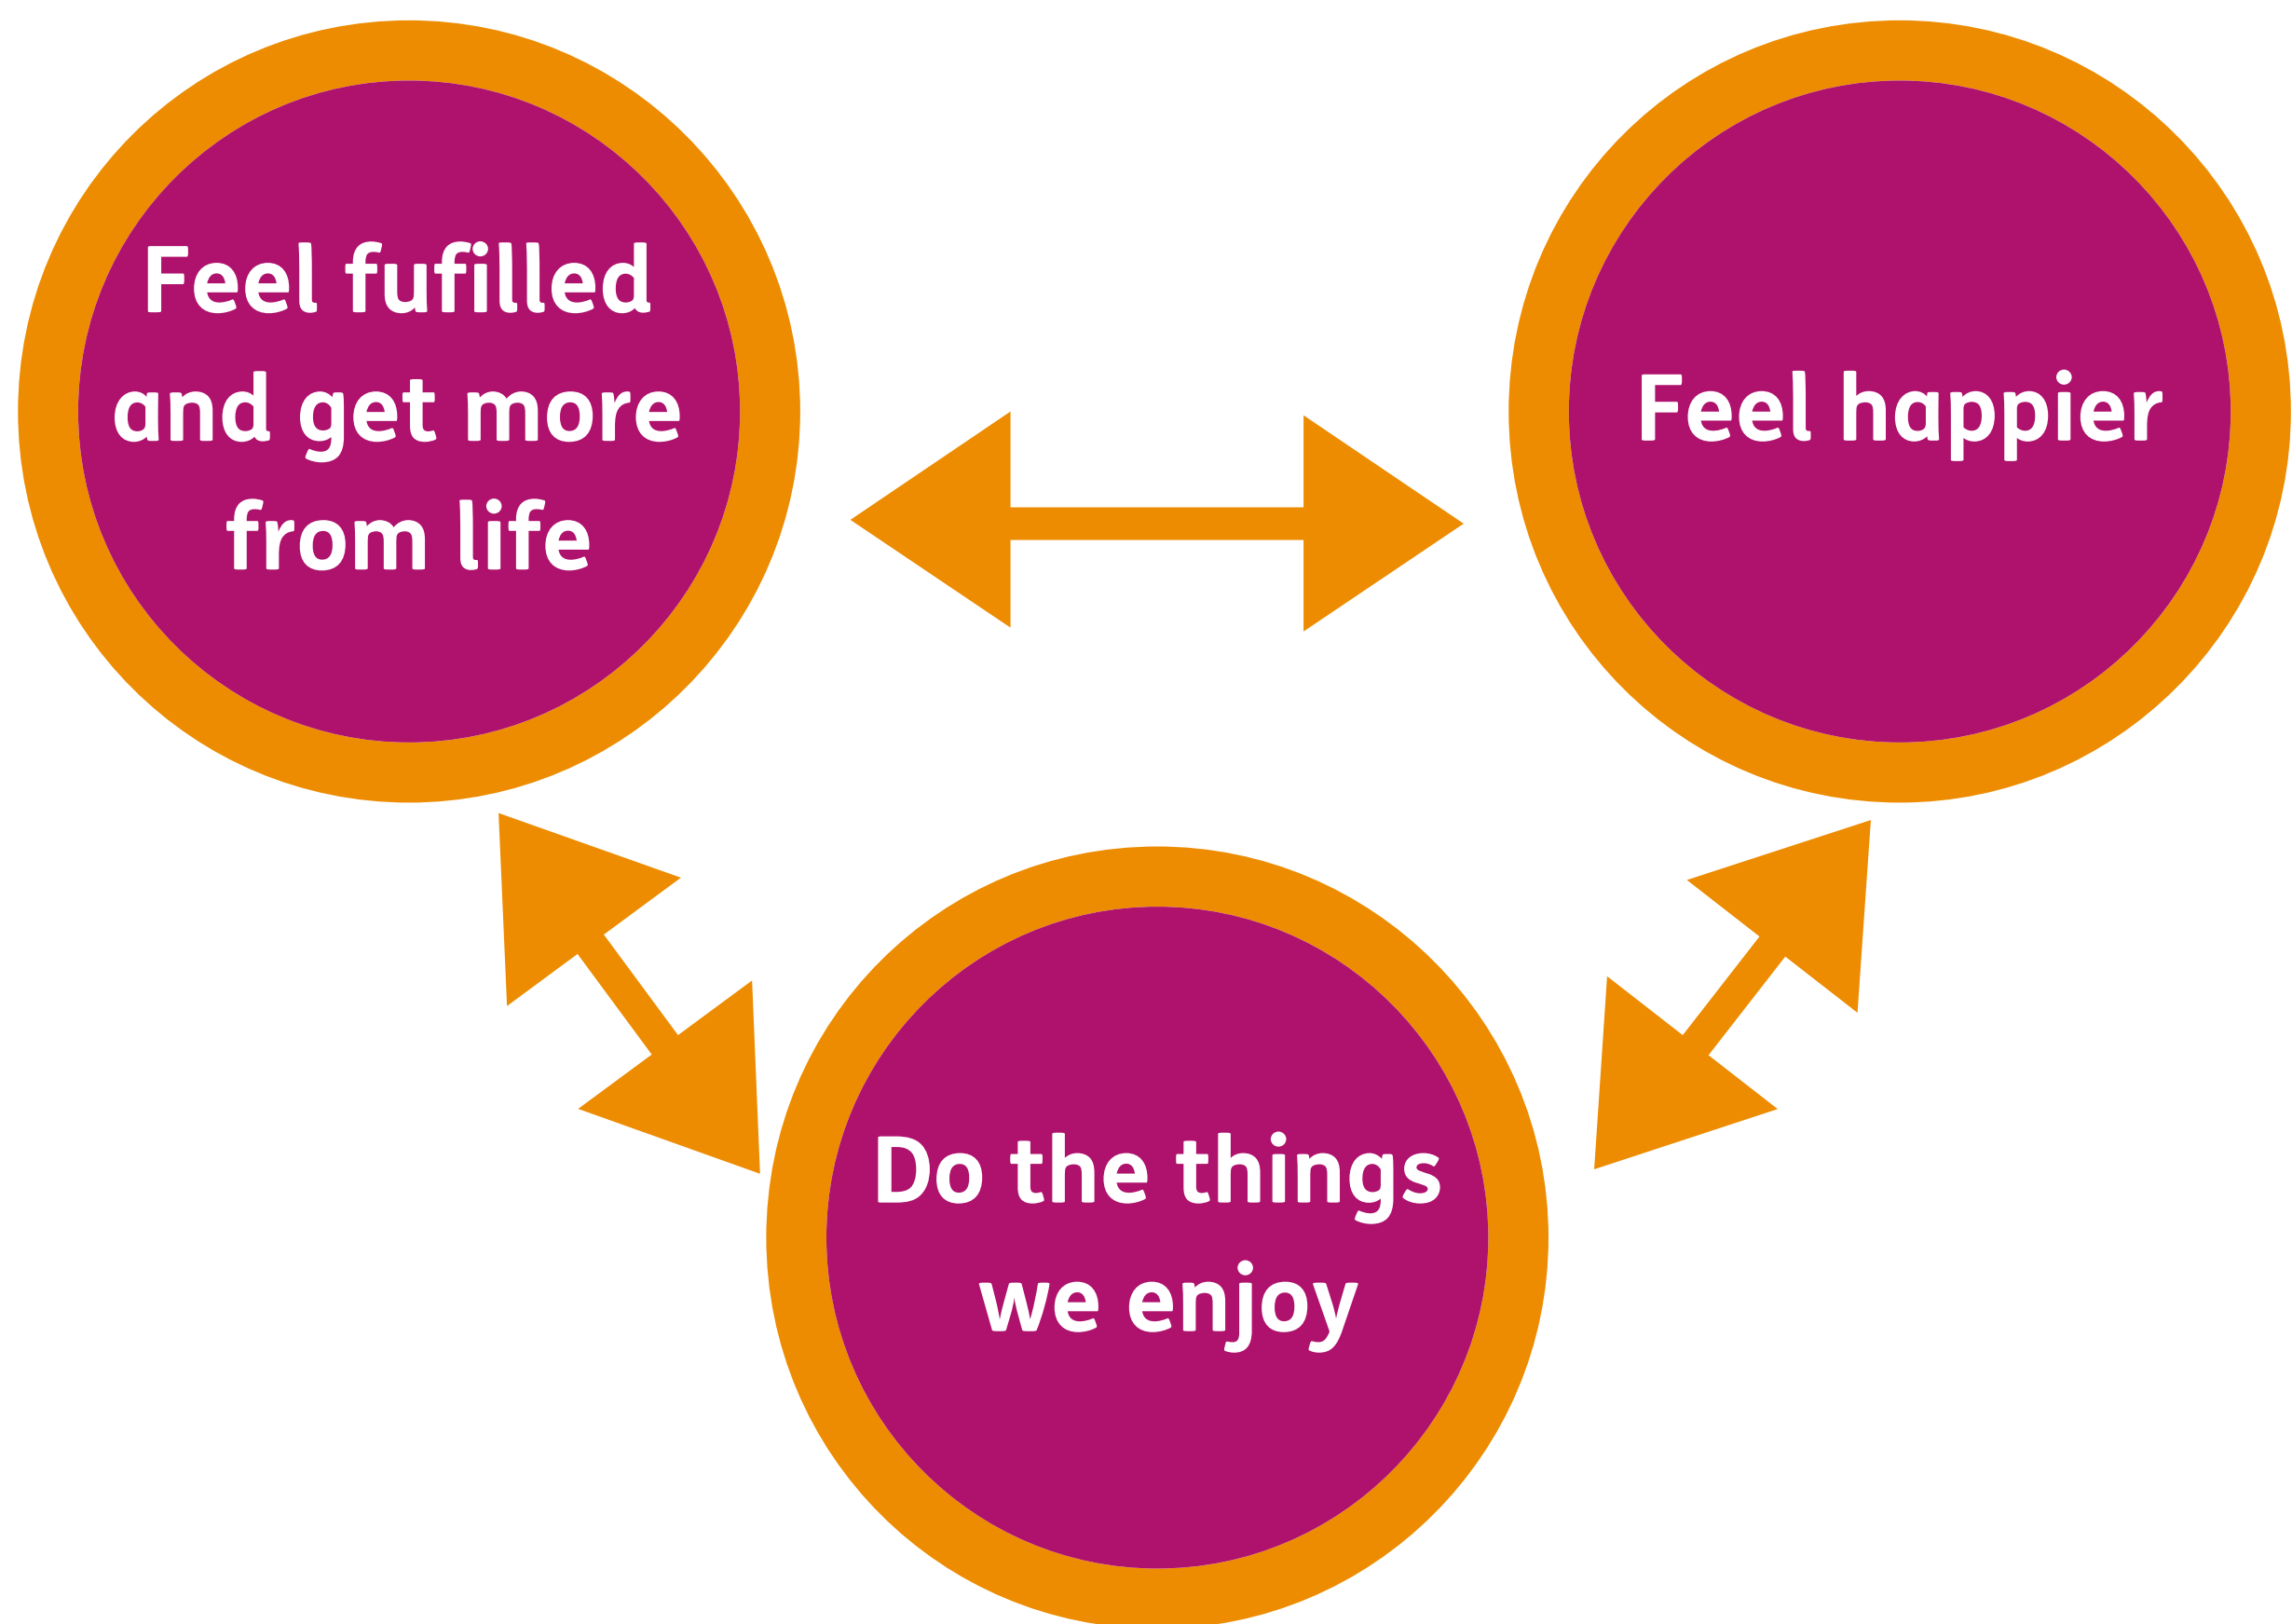 Feel fufilled
and get more
from life
Feel happier
Do the things
we enjoy